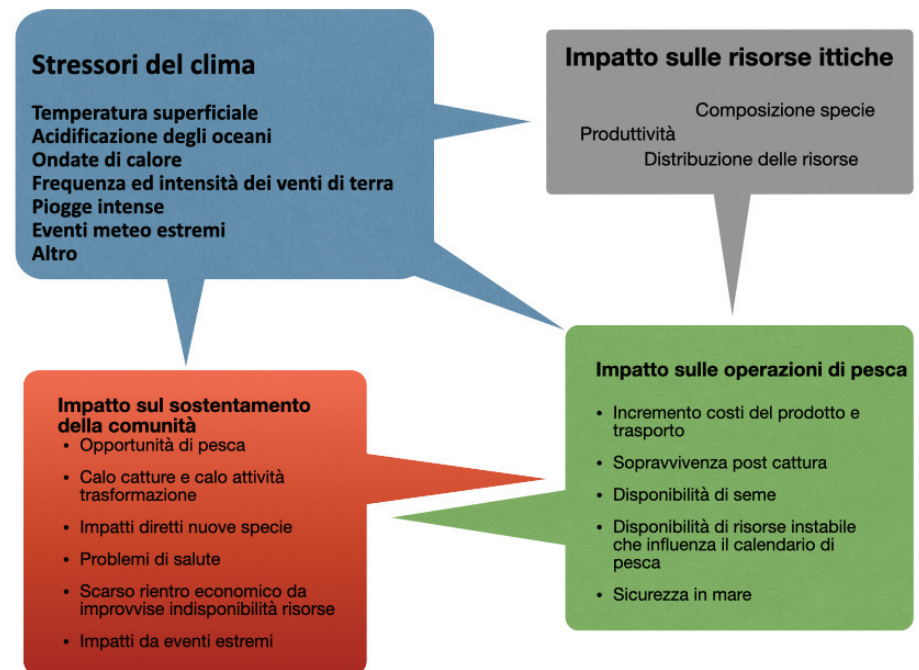 Stressori del clima
Temperatura superficiale
Acidificazione degli oceani
Ondate di calore
Frequenza ed intensità dei venti di terra
Piogge intense
Eventi meteo estremi
Altro
Impatto sulle risorse ittiche
Composizione specie
Produttività
Distribuzione delle risorse
Impatto sul sostentamento
della comunità
• Opportunità di pesca
• Calo catture e calo attività
trasformazione
• Impatti diretti nuove specie
• Problemi di salute
• Scarso rientro economico da
improvvise indisponibilità risorse
• Impatti da eventi estremi
Impatto sulle operazioni di pesca
• Incremento costi del prodotto e
trasporto
• Sopravvivenza post cattura
• Disponibilità di seme
• Disponibilità di risorse instabile
che influenza il calendario di
pesca
• Sicurezza in mare